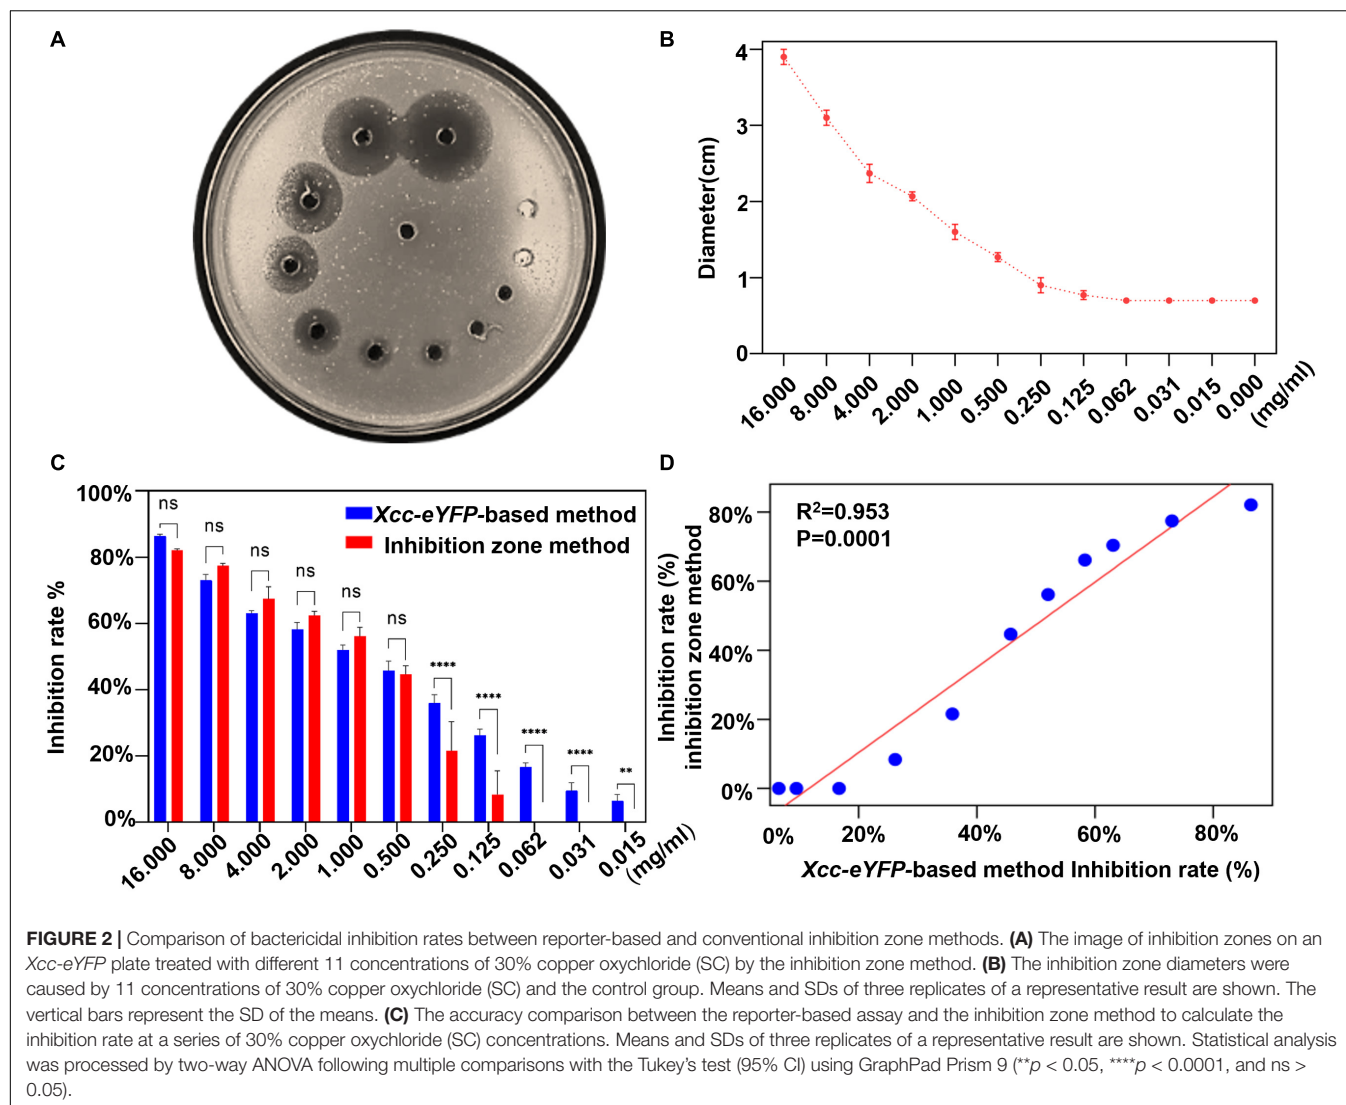 A
B
Diameter(cm)
4
3
2
1
0
16.000 8.000 4.000 2.000 1.000 0.500 0.250 0.125 0.062 0.031 0.015 0.000 (mg/ml)
C
Inhibition rate %
100%
80%
60%
40%
20%
0%
Xcc-eYFP-based method
Inhibition zone method
ns ns ns ns ns ns **** **** **** **** **
16.000 8.000 4.000 2.000 1.000 0.500 0.250 0.125 0.062 0.031 0.015 (mg/ml)
D
Inhibition rate (%)
inhibition zone method
R²=0.953
P=0.0001
80%
60%
40%
20%
0%
0% 20% 40% 60% 80%
Xcc-eYFP-based method Inhibition rate (%)
FIGURE 2 | Comparison of bactericidal inhibition rates between reporter-based and conventional inhibition zone methods. (A) The image of inhibition zones on an
Xcc-eYFP plate treated with different 11 concentrations of 30% copper oxychloride (SC) by the inhibition zone method. (B) The inhibition zone diameters were
caused by 11 concentrations of 30% copper oxychloride (SC) and the control group. Means and SDs of three replicates of a representative result are shown. The
vertical bars represent the SD of the means. (C) The accuracy comparison between the reporter-based assay and the inhibition zone method to calculate the
inhibition rate at a series of 30% copper oxychloride (SC) concentrations. Means and SDs of three replicates of a representative result are shown. Statistical analysis
was processed by two-way ANOVA following multiple comparisons with the Tukey's test (95% CI) using GraphPad Prism 9 (**p < 0.05, ****p < 0.0001, and ns >
0.05).